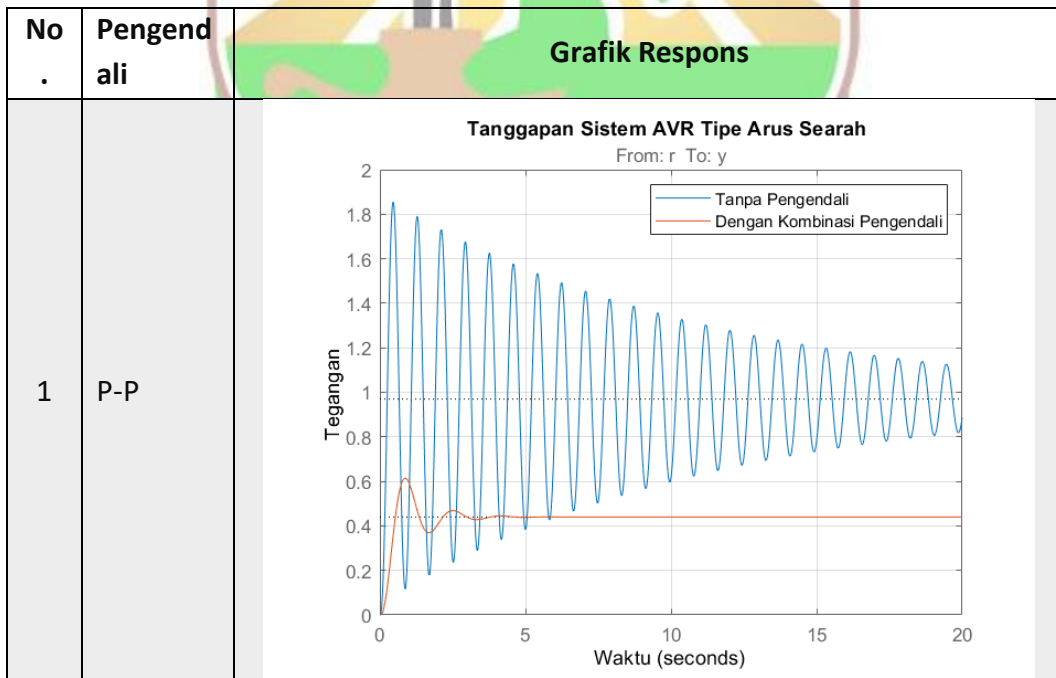 No
.
Pengend
ali
Grafik Respons
1
P-P
Tanggapan Sistem AVR Tipe Arus Searah
From: r To: y
Tanpa Pengendali
Dengan Kombinasi Pengendali
2
1.8
1.6
1.4
1.2
1
0.8
0.6
0.4
0.2
0
Tegangan
0
5
10
15
20
Waktu (seconds)